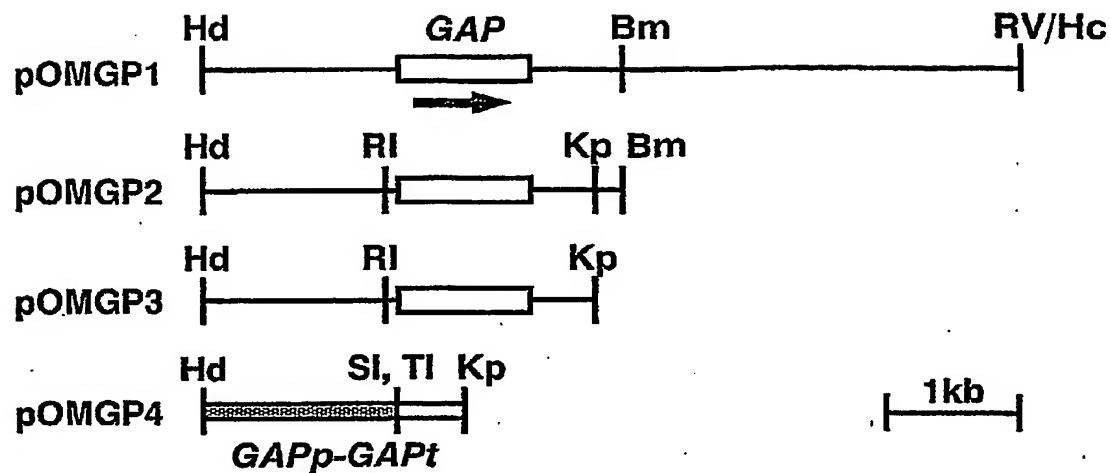 Hd GAP Bm RV/Hc
pOMGP1
Hd RI Kp Bm
pOMGP2
Hd RI Kp
pOMGP3
Hd SI, TI Kp
pOMGP4 1kb
GAPp-GAPt